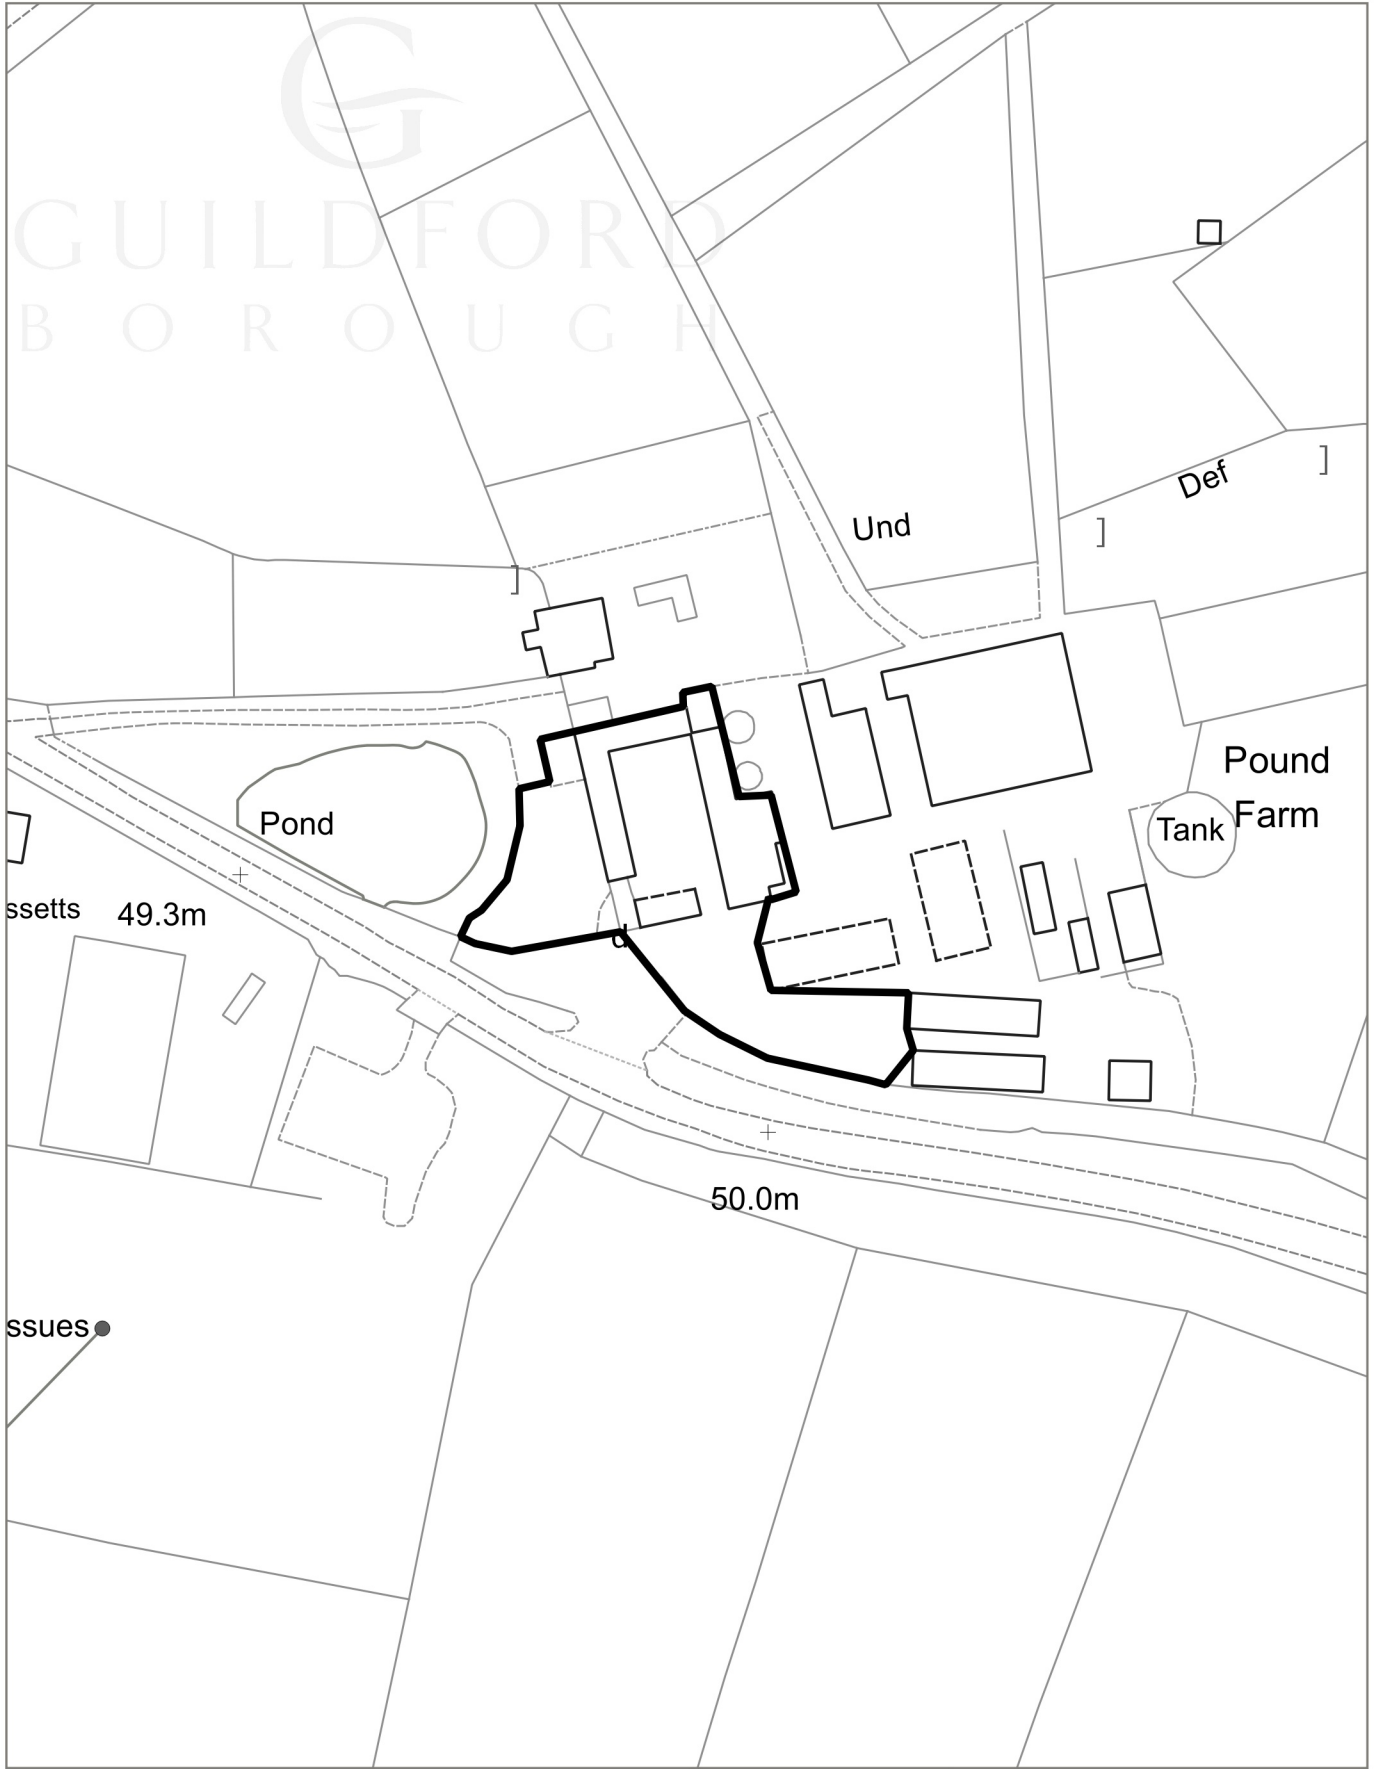 G
GUILDFORD
BOROUGH
]
Def
Und
]
]
Pound
Farm
Pond
Tank
ssetts
49.3m
d
50.0m
ssues